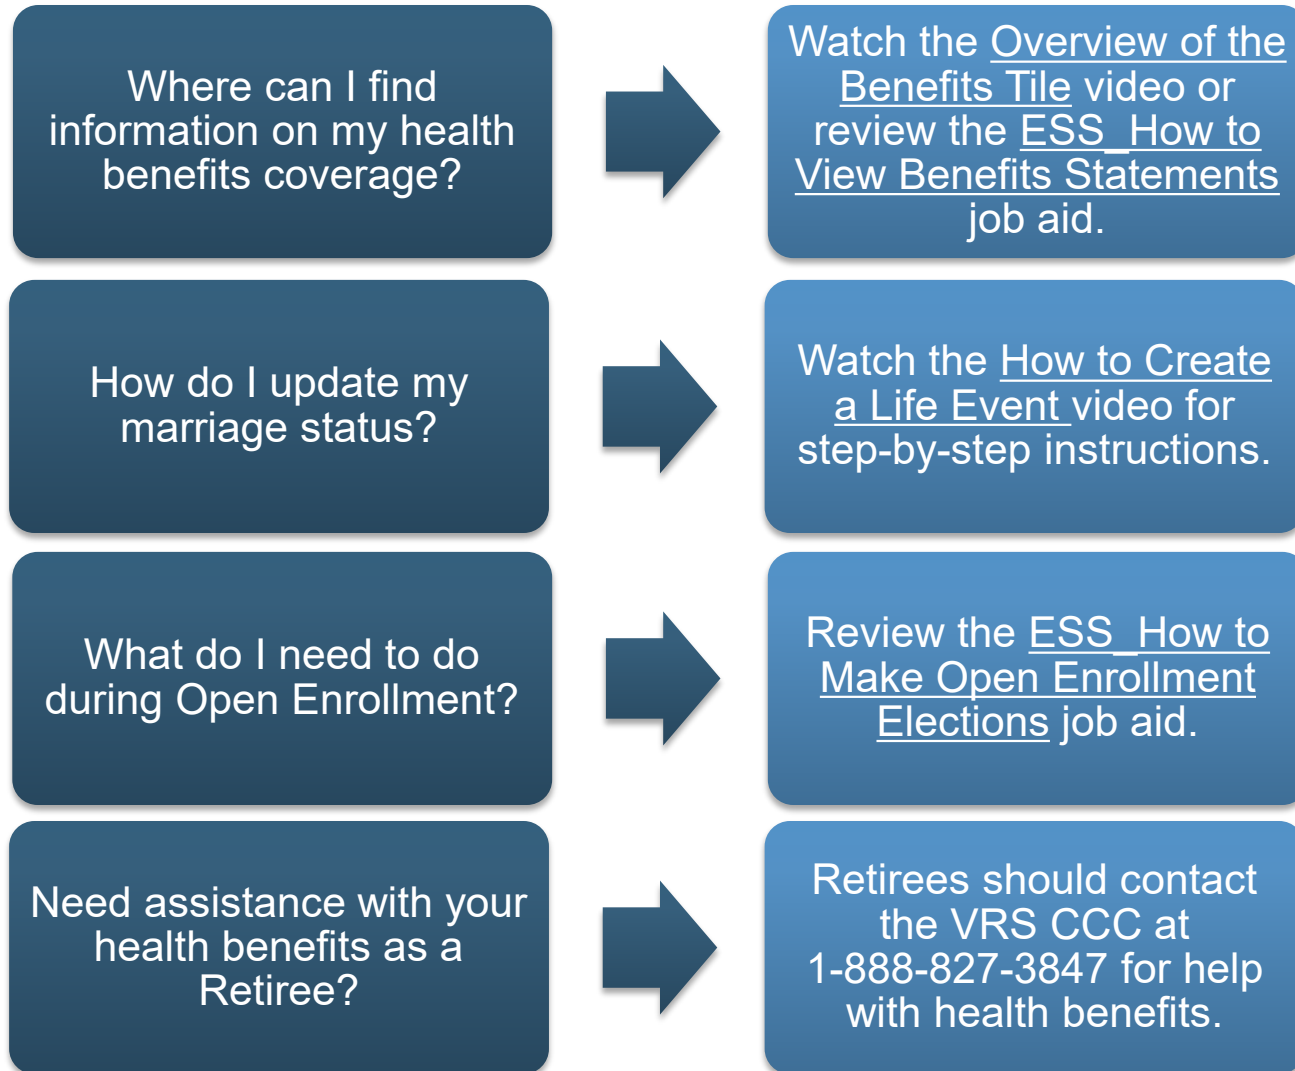 Where can I find
information on my health
benefits coverage?
Watch the Overview of the
Benefits Tile video or
review the ESS_How to
View Benefits Statements
job aid.
How do I update my
marriage status?
Watch the How to Create
a Life Event video for
step-by-step instructions.
What do I need to do
during Open Enrollment?
Review the ESS_How to
Make Open Enrollment
Elections job aid.
Need assistance with your
health benefits as a
Retiree?
Retirees should contact
the VRS CCC at
1-888-827-3847 for help
with health benefits.